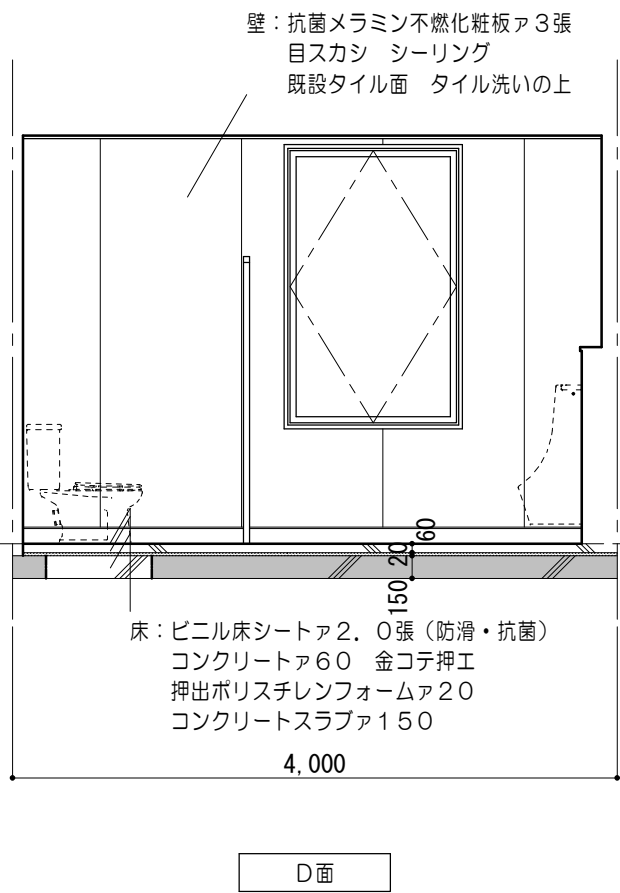 壁：抗菌メラミン不燃化粧板ァ3張
目スカシ　シーリング
既設タイル面　タイル洗いの上
60
20
150
床：ビニル床シートァ2．0張（防滑・抗菌）
コンクリートァ60　金コテ押エ
押出ポリスチレンフォームァ20
コンクリートスラブァ150
4,000
D面